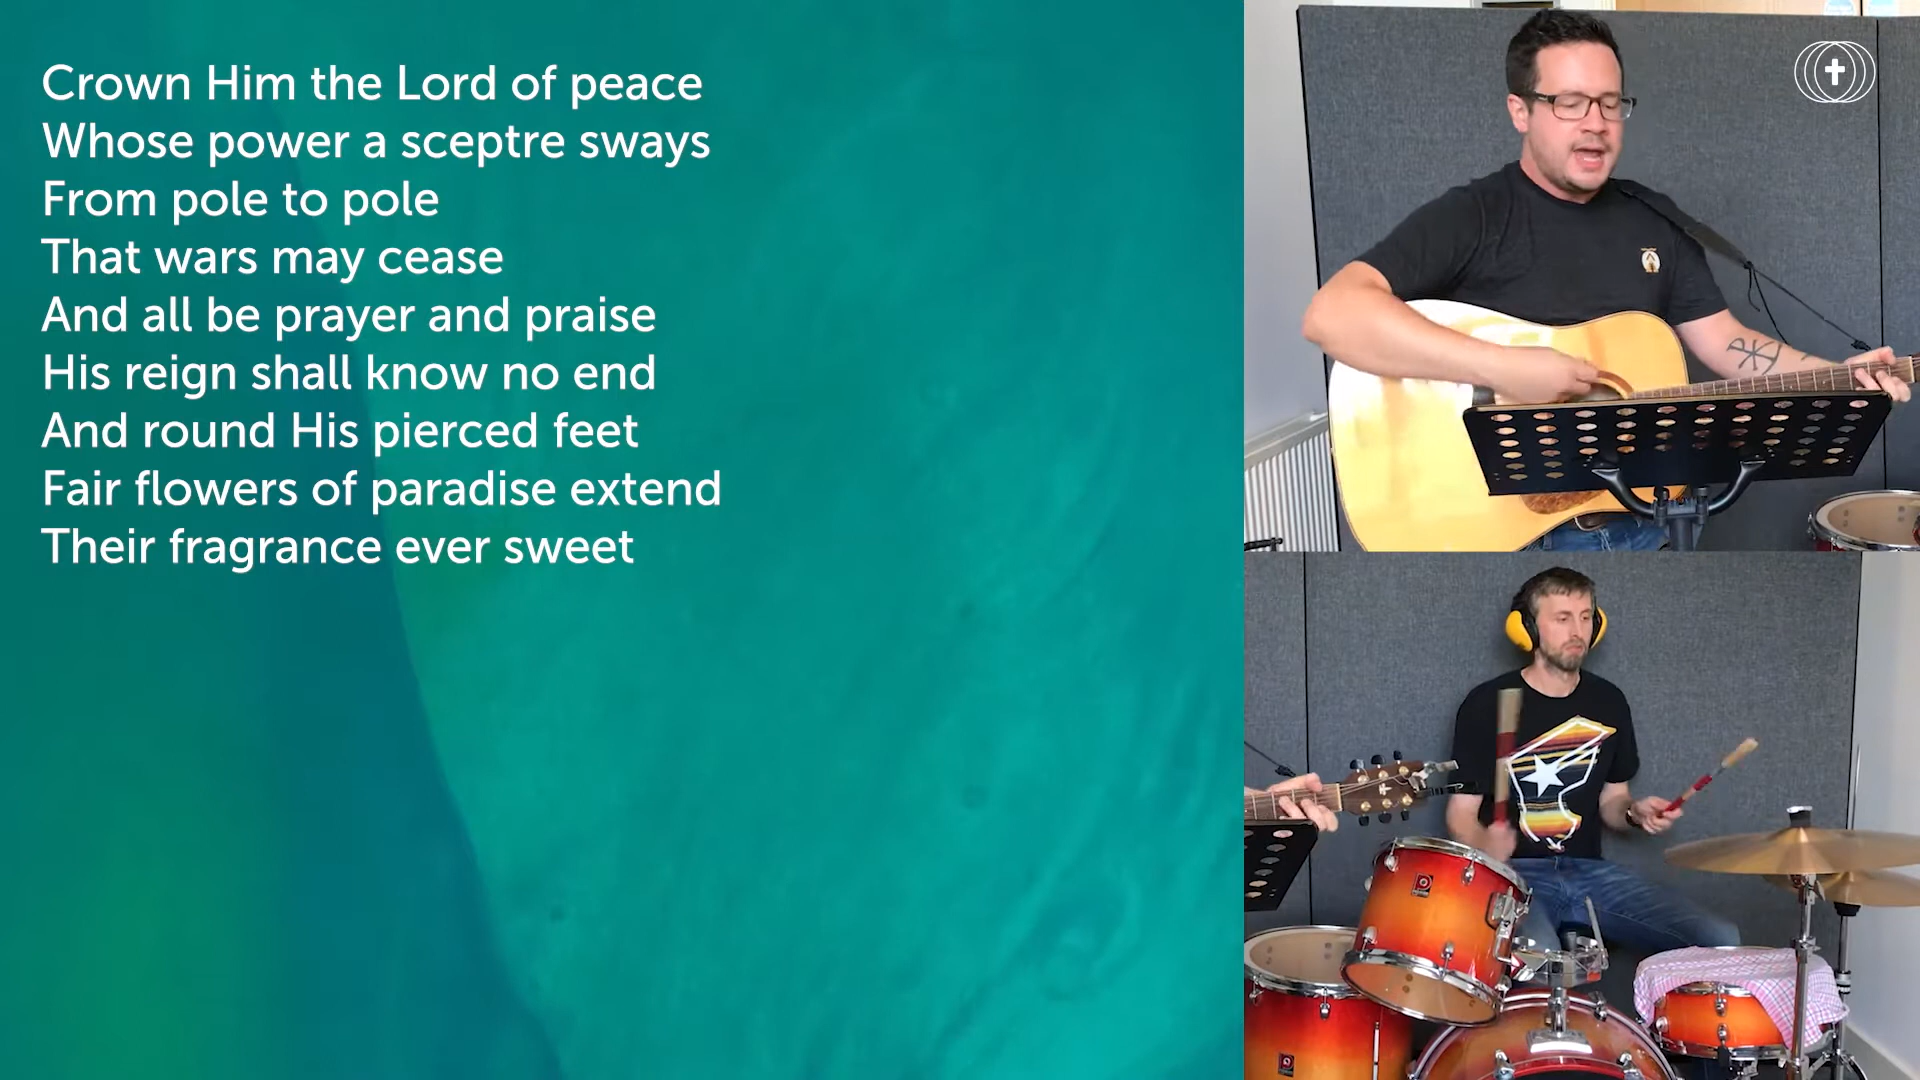 Crown Him the Lord of peace
Whose power a sceptre sways
From pole to pole
That wars may cease
And all be prayer and praise
His reign shall know no end
And round His pierced feet
Fair flowers of paradise extend
Their fragrance ever sweet